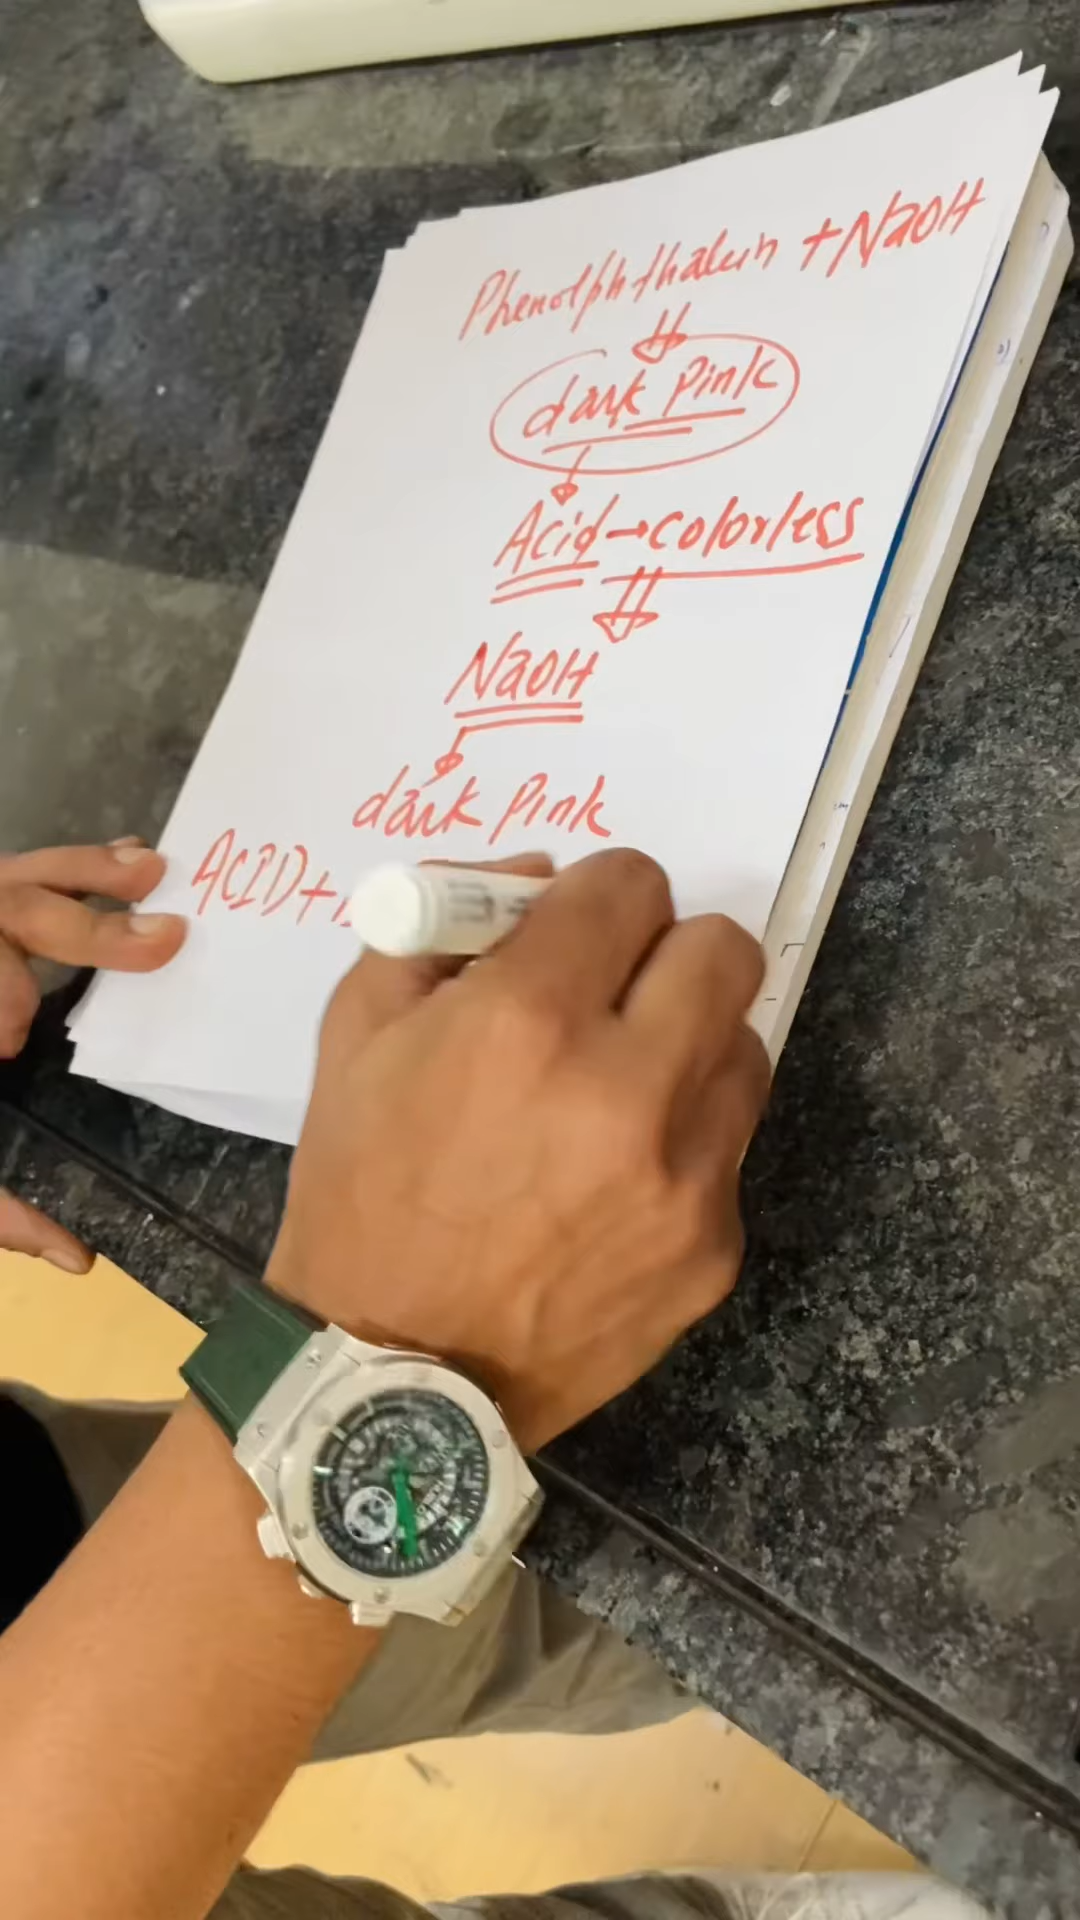 Phenolphthalein + NaOH
dark Pink
Acid → colorless
NaOH
dark Pink
ACID +